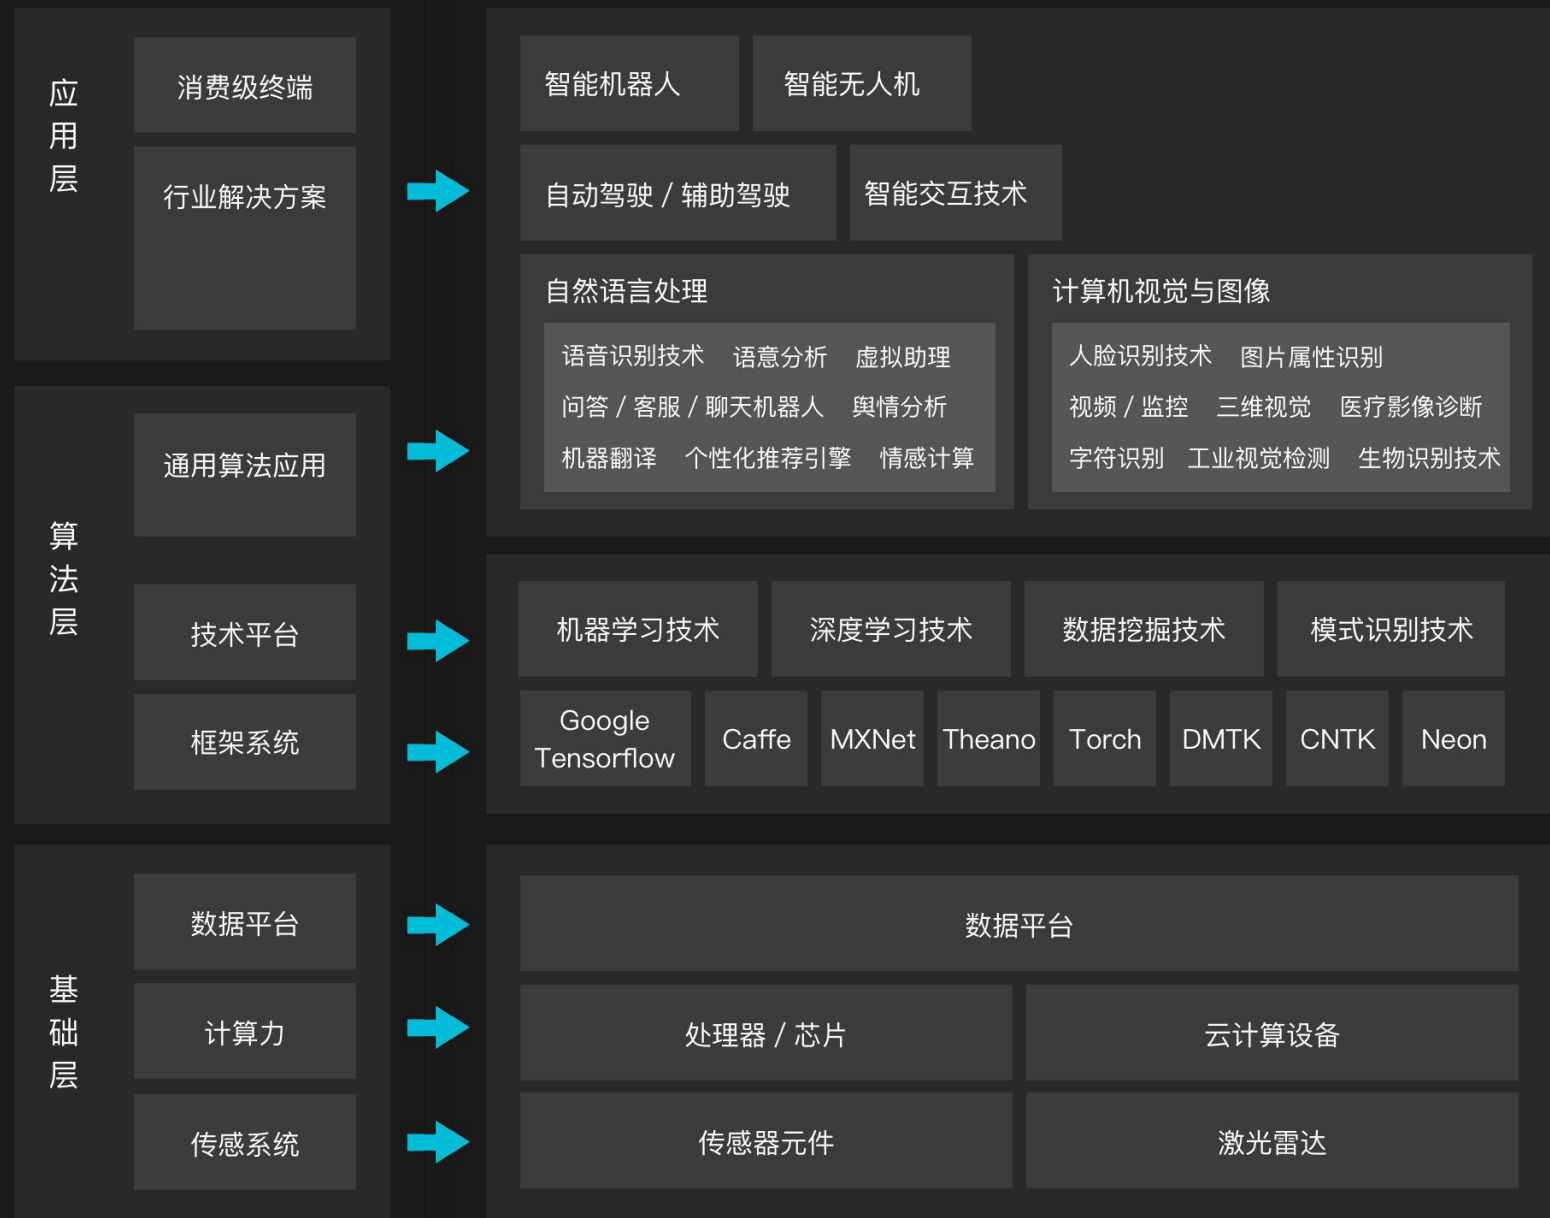 应用层
消费级终端
行业解决方案
智能机器人
智能无人机
自动驾驶 / 辅助驾驶
智能交互技术
自然语言处理
语音识别技术 语意分析 虚拟助理
问答 / 客服 / 聊天机器人 舆情分析
机器翻译 个性化推荐引擎 情感计算
计算机视觉与图像
人脸识别技术 图片属性识别
视频 / 监控 三维视觉 医疗影像诊断
字符识别 工业视觉检测 生物识别技术
算法层
通用算法应用
技术平台
框架系统
机器学习技术
深度学习技术
数据挖掘技术
模式识别技术
Google
Tensorflow
Caffe
MXNet
Theano
Torch
DMTK
CNTK
Neon
基础层
数据平台
计算力
传感系统
数据平台
处理器 / 芯片
云计算设备
传感器元件
激光雷达